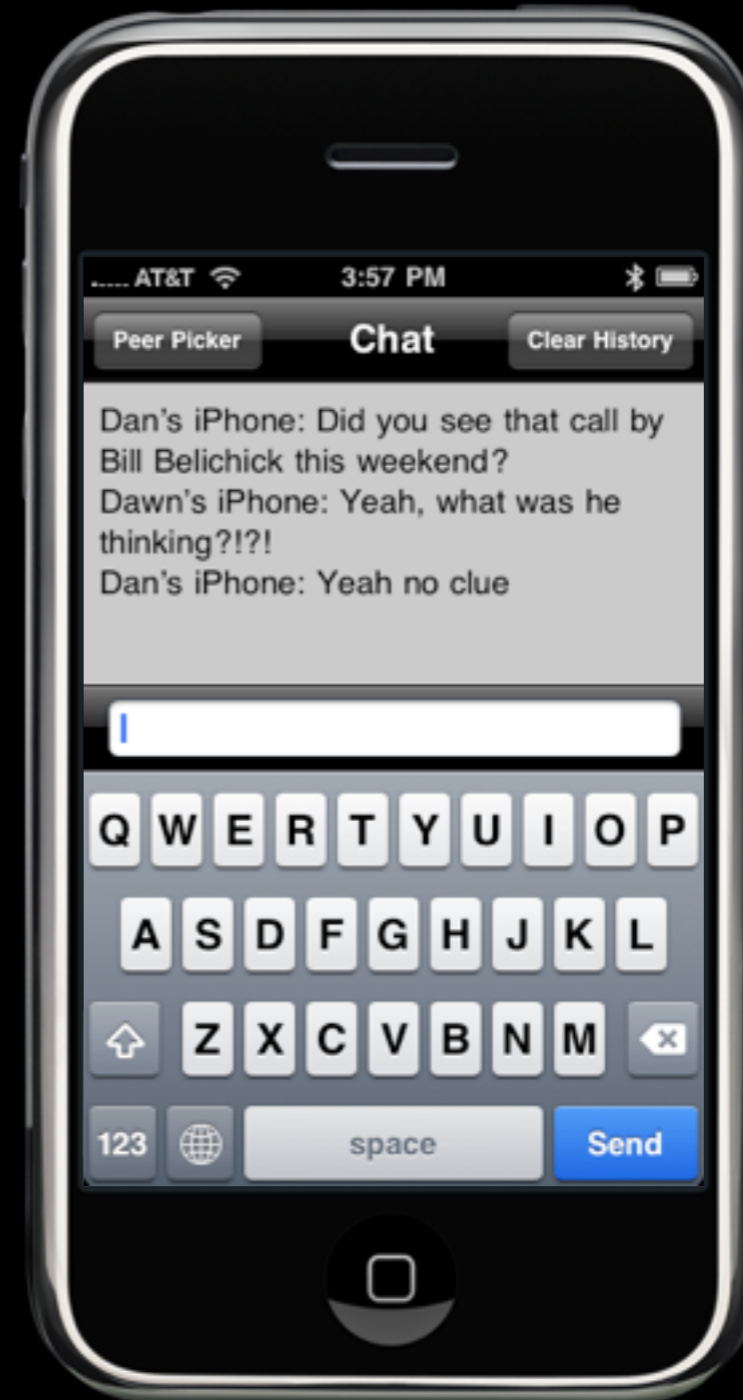 ..... AT&T 3:57 PM
Peer Picker Chat Clear History
Dan's iPhone: Did you see that call by
Bill Belichick this weekend?
Dawn's iPhone: Yeah, what was he
thinking?!?!
Dan's iPhone: Yeah no clue
Q W E R T Y U I O P
A S D F G H J K L
Z X C V B N M
123 space Send